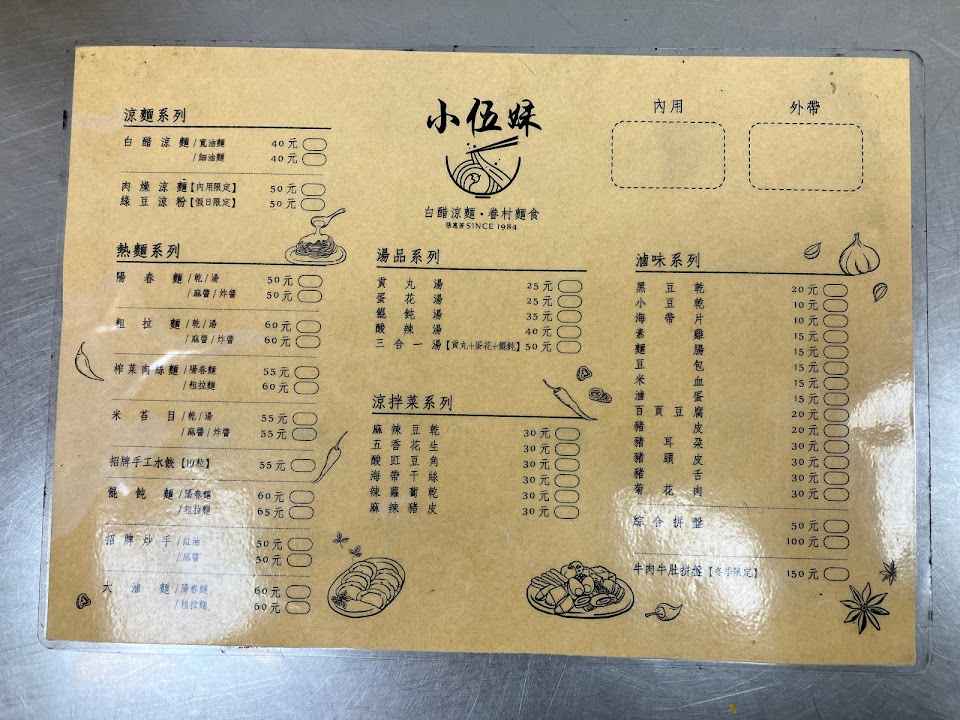 小伍妹
白醋涼麵・眷村麵食
SINCE 1984
內用
外帶
涼麵系列
白醋涼麵/寬油麵 40元
/細油麵 40元
肉燥涼麵【內用限定】 50元
綠豆涼粉【假日限定】 50元
熱麵系列
陽春麵/乾/湯 50元
/麻醬/炸醬 50元
粗拉麵/乾/湯 60元
/麻醬/炸醬 60元
榨菜肉絲麵/陽春麵 55元
/粗拉麵 60元
米苔目/乾/湯 55元
/麻醬/炸醬 55元
招牌手工水餃【10粒】 55元
餛飩麵/陽春麵 60元
/粗拉麵 65元
招牌炒手/紅油 50元
/麻醬 50元
大滷麵/陽春麵 60元
/粗拉麵 60元
湯品系列
貢丸湯 25元
蛋花湯 25元
餛飩湯 35元
酸辣湯 40元
三合一湯【貢丸+蛋花+餛飩】 50元
涼拌菜系列
麻辣豆乾 30元
五香花生 30元
酸豇豆角 30元
海帶干絲 30元
辣蘿蔔乾 30元
麻辣豬皮 30元
滷味系列
黑豆乾 20元
小豆乾 10元
海帶片 10元
素雞 15元
麵腸 15元
豆包 15元
米血 15元
滷蛋 15元
百頁豆腐 20元
豬皮 20元
豬耳朶 30元
豬頭皮 30元
豬舌 30元
菊花肉 30元
綜合拼盤 50元
100元
牛肉牛肚拼盤【冬季限定】 150元